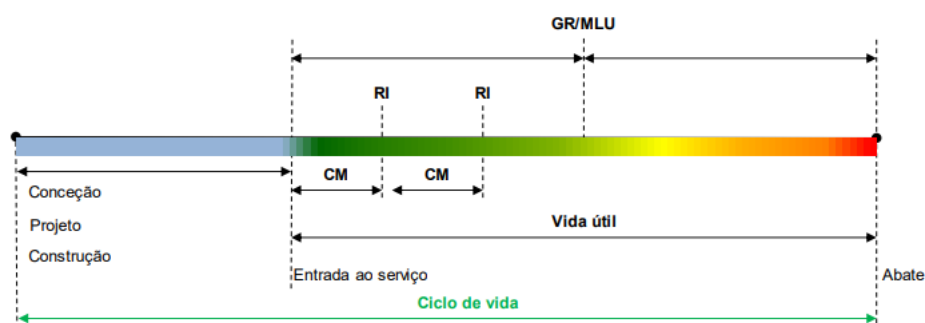 GR/MLU
RI
RI
CM
CM
Conceção
Projeto
Construção
Vida útil
Entrada ao serviço
Abate
Ciclo de vida